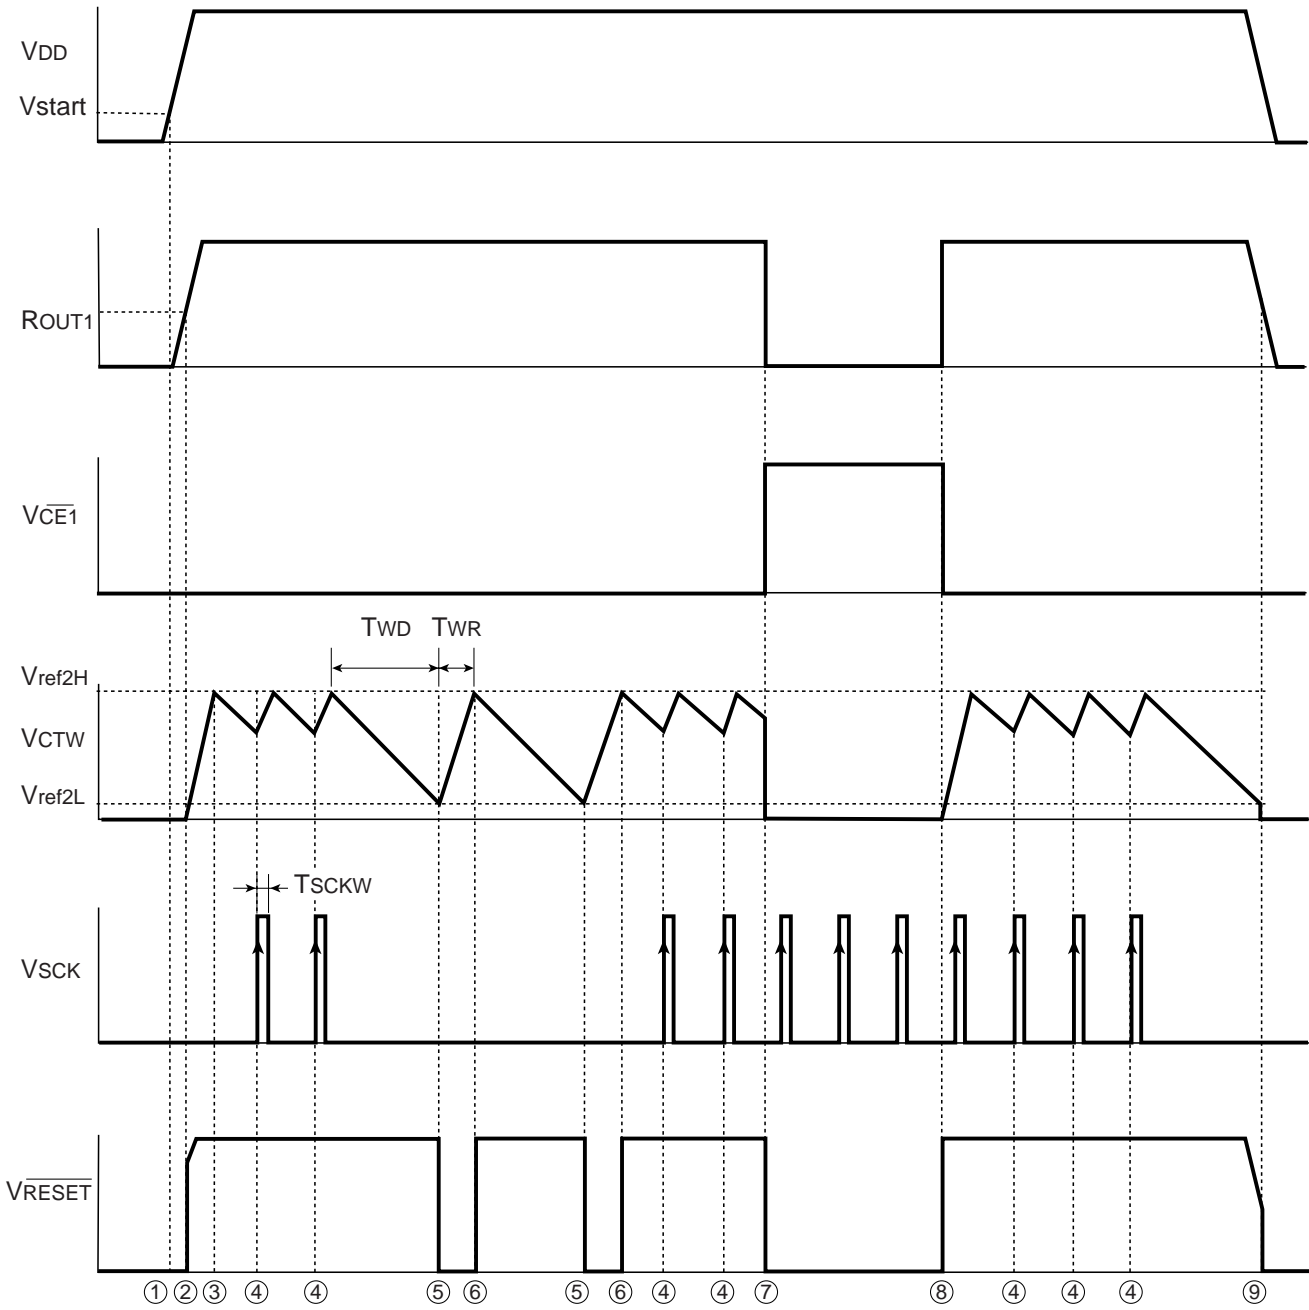 VDD
Vstart
ROUT1
VCE1
TWD TWR
Vref2H
VCTW
Vref2L
TSCKW
VSCK
VRESET
① ② ③ ④ ④ ⑤ ⑥ ⑤ ⑥ ④ ④ ⑦ ⑧ ④ ④ ④ ⑨